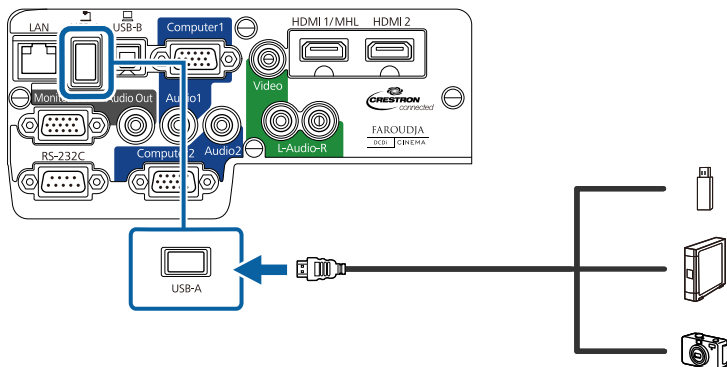 HDMI 1/MHL HDMI 2
LAN USB-B Computer1
Video
Monitor Audio Out Audio1
CRESTRON
connected
FAROUDJA
DCDi CINEMA
L-Audio-R
RS-232C Computer2 Audio2
USB-A